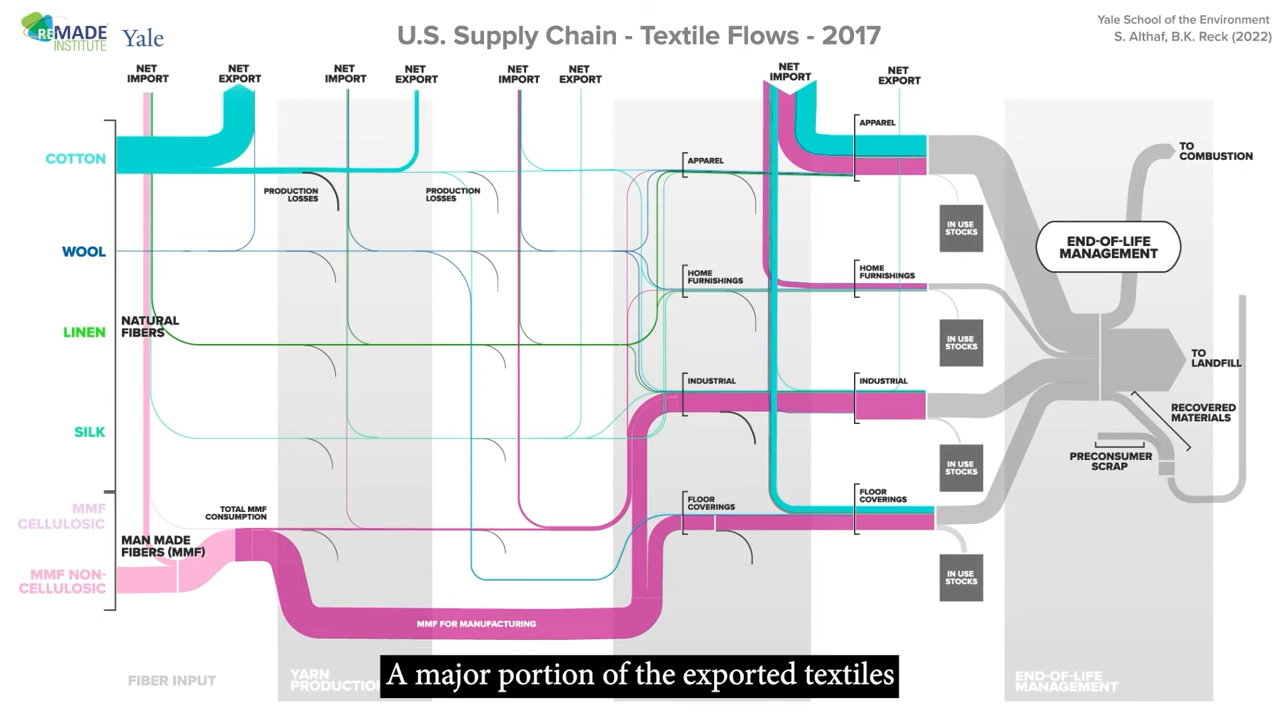 REMADE
INSTITUTE
Yale
U.S. Supply Chain - Textile Flows - 2017
Yale School of the Environment
S. Althaf, B.K. Reck (2022)
NET
IMPORT
NET
EXPORT
NET
IMPORT
NET
EXPORT
NET
IMPORT
NET
EXPORT
NET
IMPORT
NET
EXPORT
COTTON
WOOL
LINEN
SILK
MMF
CELLULOSIC
MMF NON-
CELLULOSIC
NATURAL
FIBERS
MAN MADE
FIBERS (MMF)
TOTAL MMF
CONSUMPTION
PRODUCTION
LOSSES
PRODUCTION
LOSSES
MMF FOR MANUFACTURING
APPAREL
HOME
FURNISHINGS
INDUSTRIAL
FLOOR
COVERINGS
APPAREL
HOME
FURNISHINGS
INDUSTRIAL
FLOOR
COVERINGS
IN USE
STOCKS
IN USE
STOCKS
IN USE
STOCKS
IN USE
STOCKS
END-OF-LIFE
MANAGEMENT
TO
COMBUSTION
TO
LANDFILL
RECOVERED
MATERIALS
PRECONSUMER
SCRAP
FIBER INPUT
YARN
END-OF-LIFE
MANAGEMENT
A major portion of the exported textiles